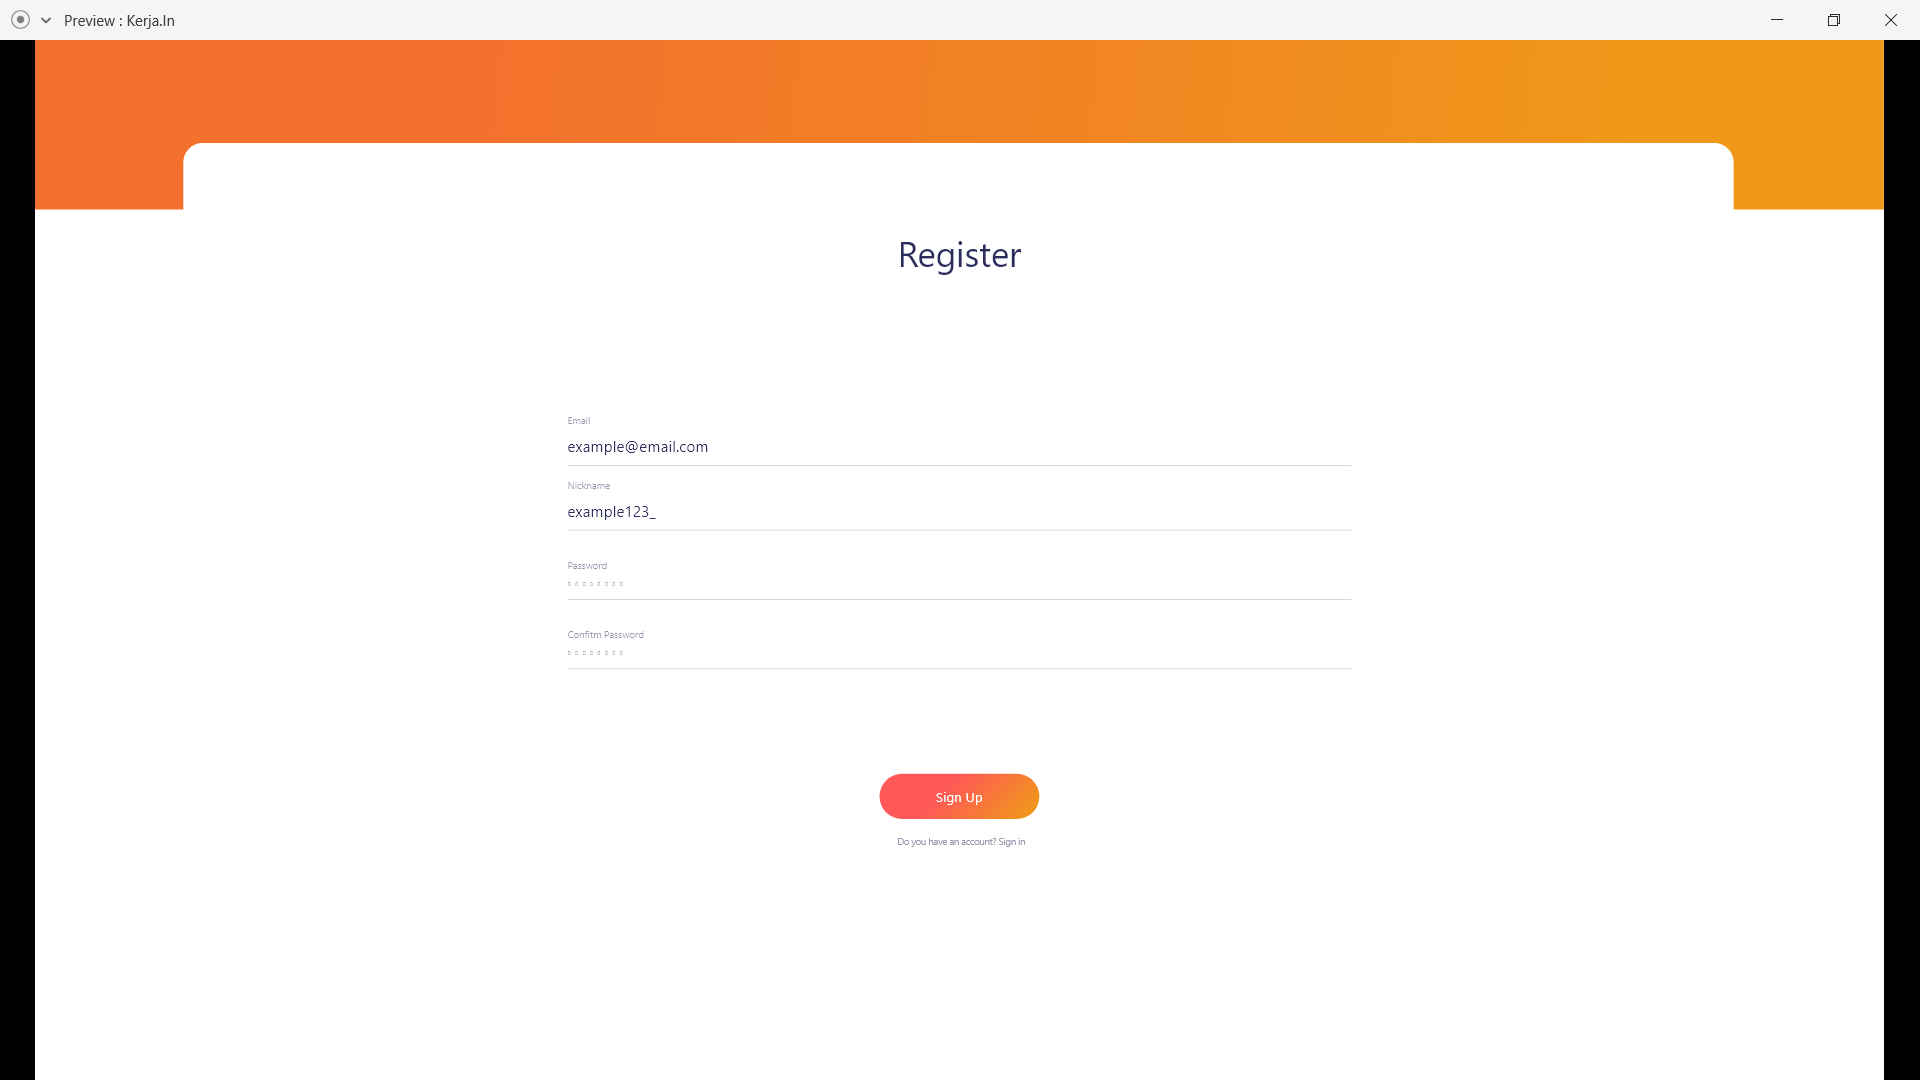 Preview : Kerja.In
Register
Email
example@email.com
Nickname
example123_
Password
Confitm Password
Sign Up
Do you have an account? Sign in